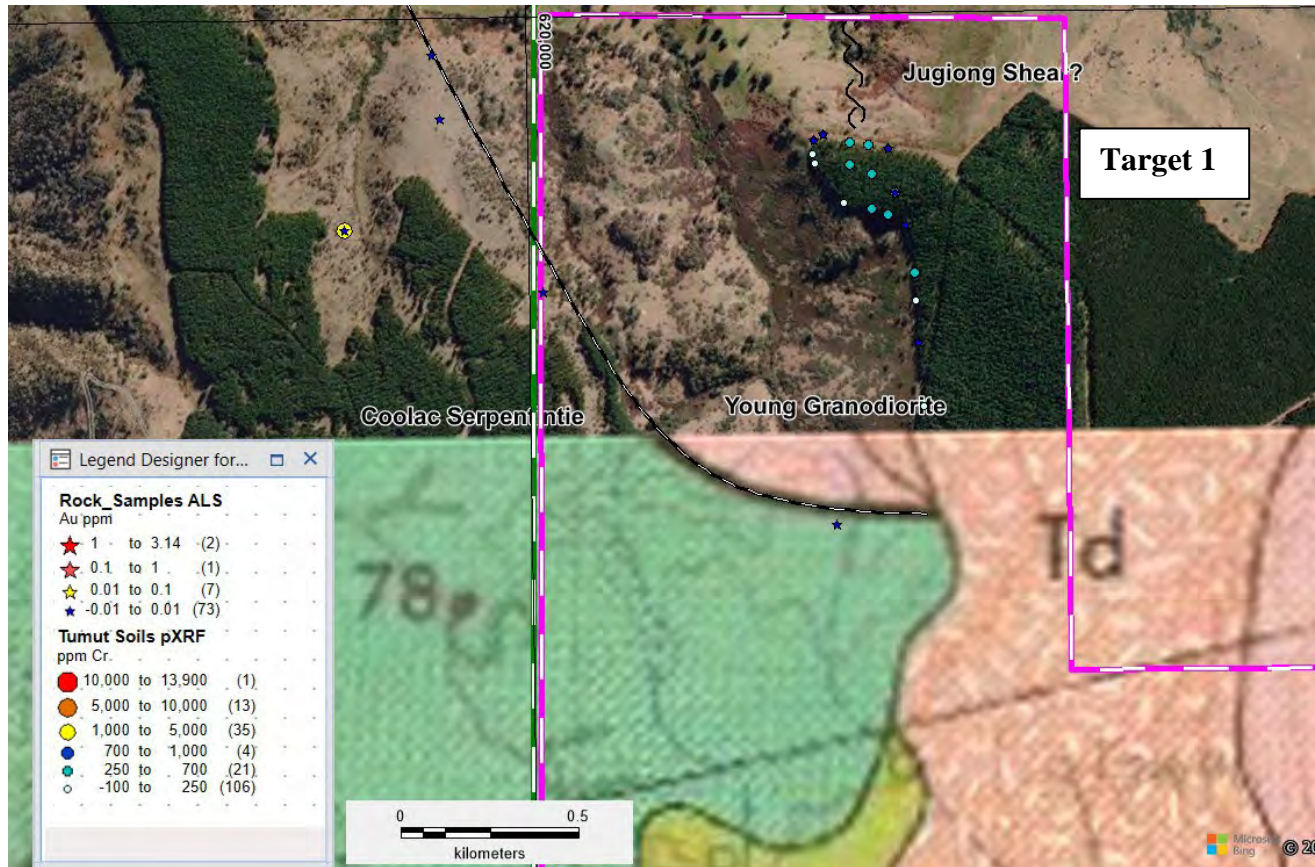 620,000
Jugiong Shear?
Target 1
Coolac Serpentintie
Young Granodiorite
Legend Designer for...
Rock_Samples ALS
Au ppm
1 to 3.14 (2)
0.1 to 1 (1)
0.01 to 0.1 (7)
-0.01 to 0.01 (73)
Tumut Soils pXRF
ppm Cr
10,000 to 13,900 (1)
5,000 to 10,000 (13)
1,000 to 5,000 (35)
700 to 1,000 (4)
250 to 700 (21)
-100 to 250 (106)
78
Td
0 0.5
kilometers
Microsoft
Bing
© 20